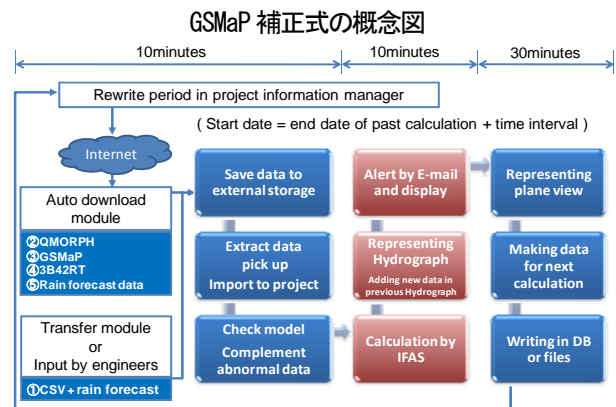 GSMaP 補正式の概念図
10minutes
10minutes
30minutes
Rewrite period in project information manager
( Start date = end date of past calculation + time interval )
Internet
Auto download
module
②QMORPH
③GSMaP
④3B42RT
⑤Rain forecast data
Transfer module
or
Input by engineers
①CSV+rain forecast
Save data to
external storage
Extract data
pick up
Import to project
Check model
Complement
abnormal data
Alert by E-mail
and display
Representing
Hydrograph
Adding new data in
previous Hydrograph
Calculation by
IFAS
Representing
plane view
Making data
for next
calculation
Writing in DB
or files